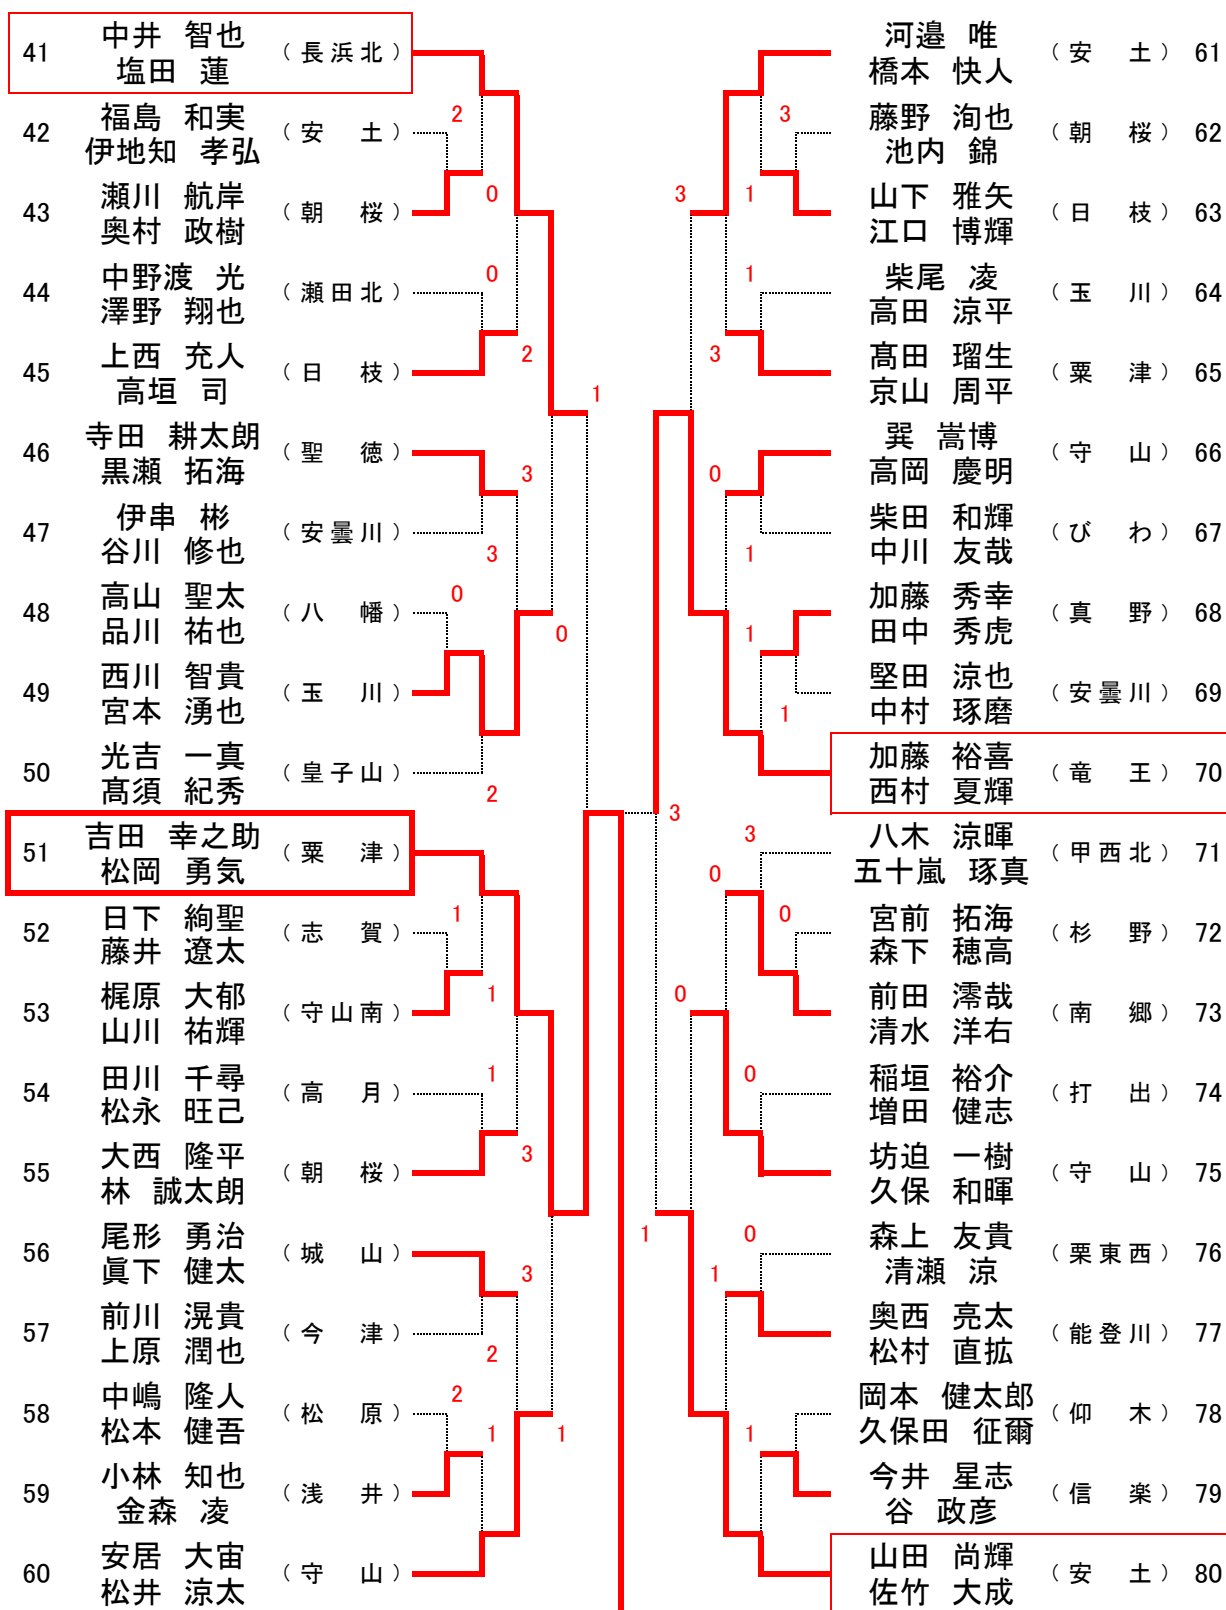 41 中井 智也 (長浜北)
塩田 蓮
42 福島 和実 (安 土)
伊地知 孝弘
43 瀬川 航岸 (朝 桜)
奥村 政樹
44 中野渡 光 (瀬田北)
澤野 翔也
45 上西 充人 (日 枝)
高垣 司
46 寺田 耕太朗 (聖 徳)
黒瀬 拓海
47 伊串 彬 (安曇川)
谷川 修也
48 高山 聖太 (八 幡)
品川 祐也
49 西川 智貴 (玉 川)
宮本 湧也
50 光吉 一真 (皇子山)
髙須 紀秀
51 吉田 幸之助 (粟 津)
松岡 勇気
52 日下 絢聖 (志 賀)
藤井 遼太
53 梶原 大郁 (守山南)
山川 祐輝
54 田川 千尋 (高 月)
松永 旺己
55 大西 隆平 (朝 桜)
林 誠太朗
56 尾形 勇治 (城 山)
眞下 健太
57 前川 滉貴 (今 津)
上原 潤也
58 中嶋 隆人 (松 原)
松本 健吾
59 小林 知也 (浅 井)
金森 凌
60 安居 大宙 (守 山)
松井 涼太
2
0
0
2
3
3
0
2
0
1
1
1
1
3
3
2
2
1
1
河邉 唯 (安 土) 61
橋本 快人
藤野 洵也 (朝 桜) 62
池内 錦
山下 雅矢 (日 枝) 63
江口 博輝
柴尾 凌 (玉 川) 64
高田 涼平
髙田 瑠生 (粟 津) 65
京山 周平
巽 嵩博 (守 山) 66
高岡 慶明
柴田 和輝 (び わ) 67
中川 友哉
加藤 秀幸 (真 野) 68
田中 秀虎
堅田 涼也 (安曇川) 69
中村 琢磨
加藤 裕喜 (竜 王) 70
西村 夏輝
八木 涼暉 (甲西北) 71
五十嵐 琢真
宮前 拓海 (杉 野) 72
森下 穂高
前田 澪哉 (南 郷) 73
清水 洋右
稲垣 裕介 (打 出) 74
増田 健志
坊迫 一樹 (守 山) 75
久保 和暉
森上 友貴 (栗東西) 76
清瀬 涼
奥西 亮太 (能登川) 77
松村 直拡
岡本 健太郎 (仰 木) 78
久保田 征爾
今井 星志 (信 楽) 79
谷 政彦
山田 尚輝 (安 土) 80
佐竹 大成
3
3
1
1
3
0
1
1
1
3
3
0
0
0
0
1
0
1
1